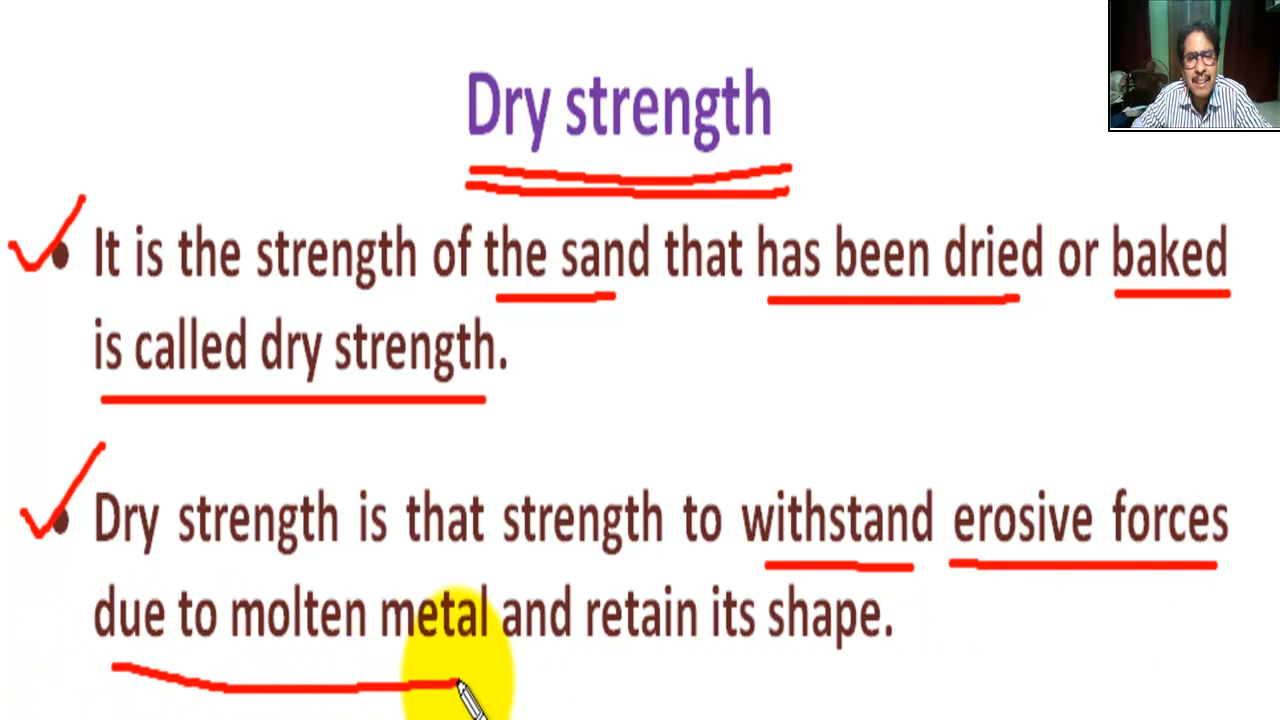 Dry strength
• It is the strength of the sand that has been dried or baked
is called dry strength.
• Dry strength is that strength to withstand erosive forces
due to molten metal and retain its shape.